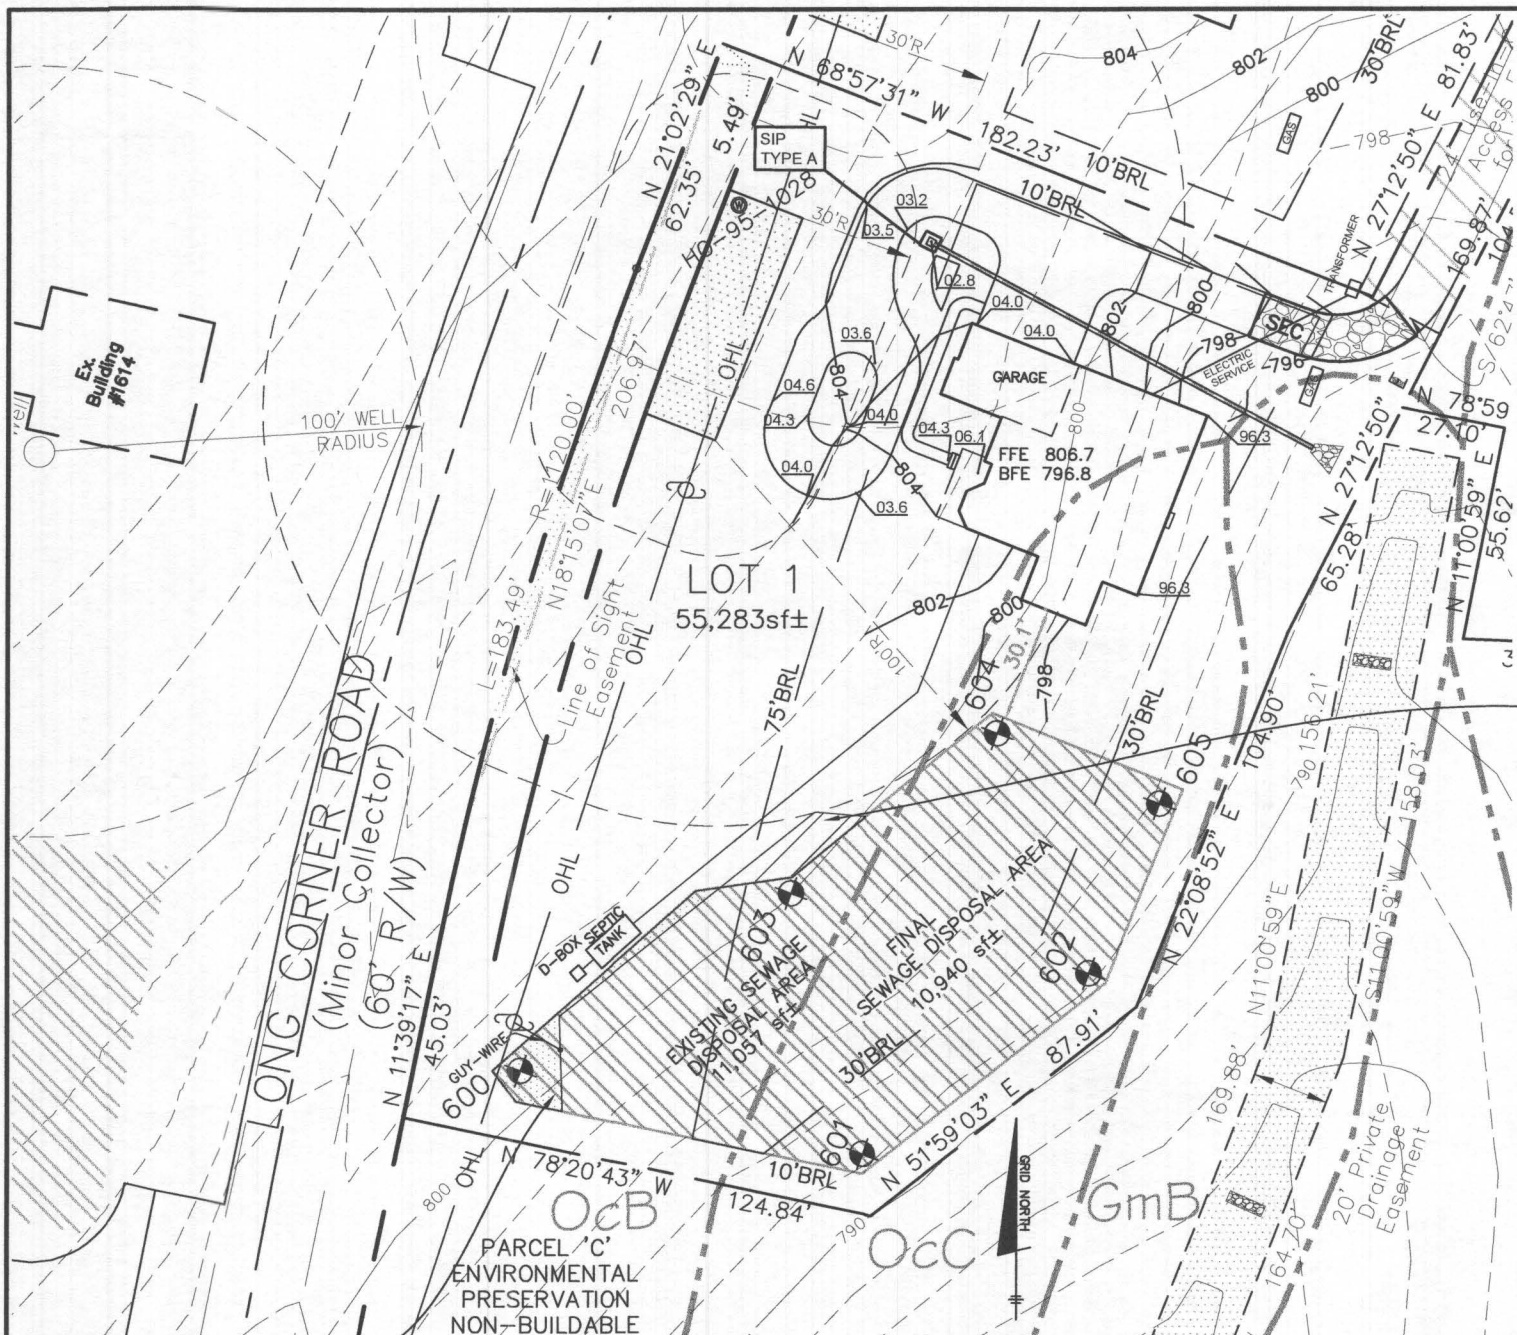 30'R
N 68°57'31" W
182.23'
10'BRL
10'BRL
804
802
800
30'BRL
81.83'
798
GAS
N 27°12'50" E
169.87'
TRANSFORMER
N 21°02'29" E
62.35'
5.49'
OHL
SIP
TYPE A
HO-95-1028
30'R
03.2
03.5
02.8
04.0
04.0
03.6
804
04.6
04.3
04.0
04.3
06.1
04.0
03.6
804
802
800
798
796
SEC
ELECTRIC
SERVICE
GAS
GARAGE
800
FFE 806.7
BFE 796.8
96.3
96.3
N 78°59
27.10'
N 27°12'50" E
65.28'
N 11°00'59" E
55.62'
Ex.
Building
#1614
Well
100' WELL
RADIUS
R=1120.00'
206.97'
N18°15'07"E
L=183.49'
Line of Sight
Easement
OHL
OHL
LOT 1
55,283sf±
802
800
798
100'R
30.1'
75'BRL
30'BRL
604
605
104.90'
790
156.21'
158.03'
N11°00'59"E
S11°00'59"W
N 22°08'52" E
LONG CORNER ROAD
(Minor Collector)
(60' R/W)
N 11°39'17" E
45.03'
OHL
D-BOX
SEPTIC
TANK
603
602
FINAL
SEWAGE DISPOSAL AREA
10,940 sf±
EXISTING SEWAGE
DISPOSAL AREA
11,057 sf±
30'BRL
GUY-WIRE
600
601
87.91'
N 51°59'03" E
OHL
800
N 78°20'43" W
124.84'
10'BRL
790
OcB
OcC
GmB
GRID NORTH
169.88'
164.70'
20' Private
Drainage
Easement
PARCEL 'C'
ENVIRONMENTAL
PRESERVATION
NON-BUILDABLE